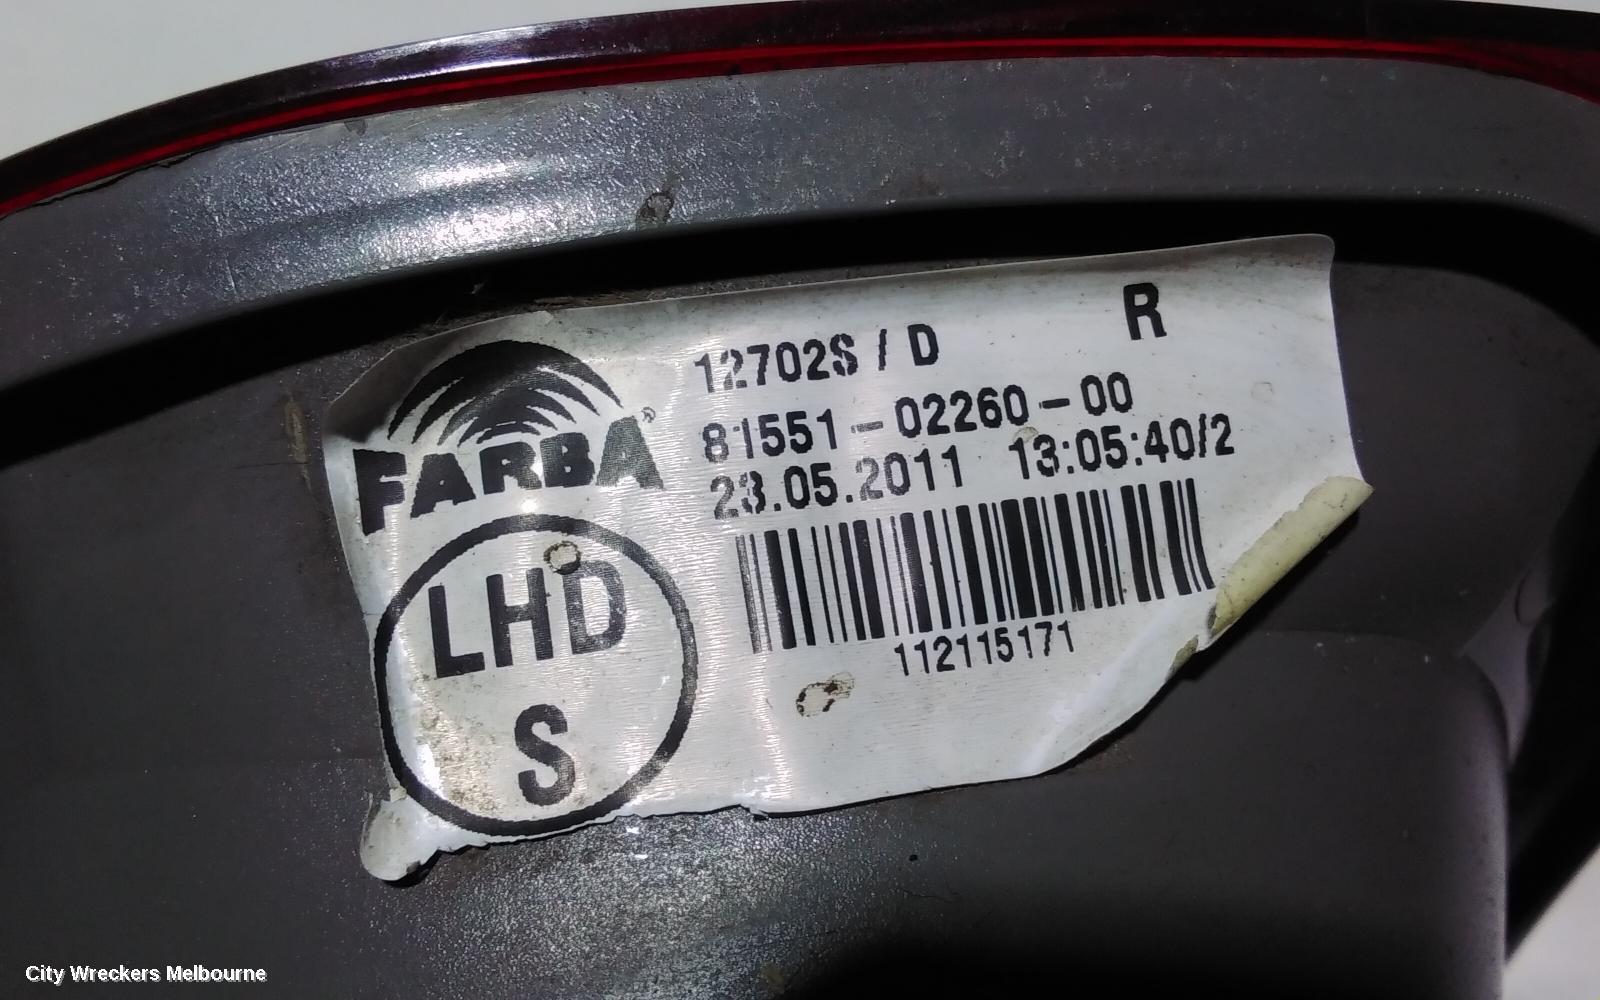 FARBA®
LHD
S
12702S / D
R
81551-02260-00
23.05.2011 13:05:40/2
112115171
City Wreckers Melbourne